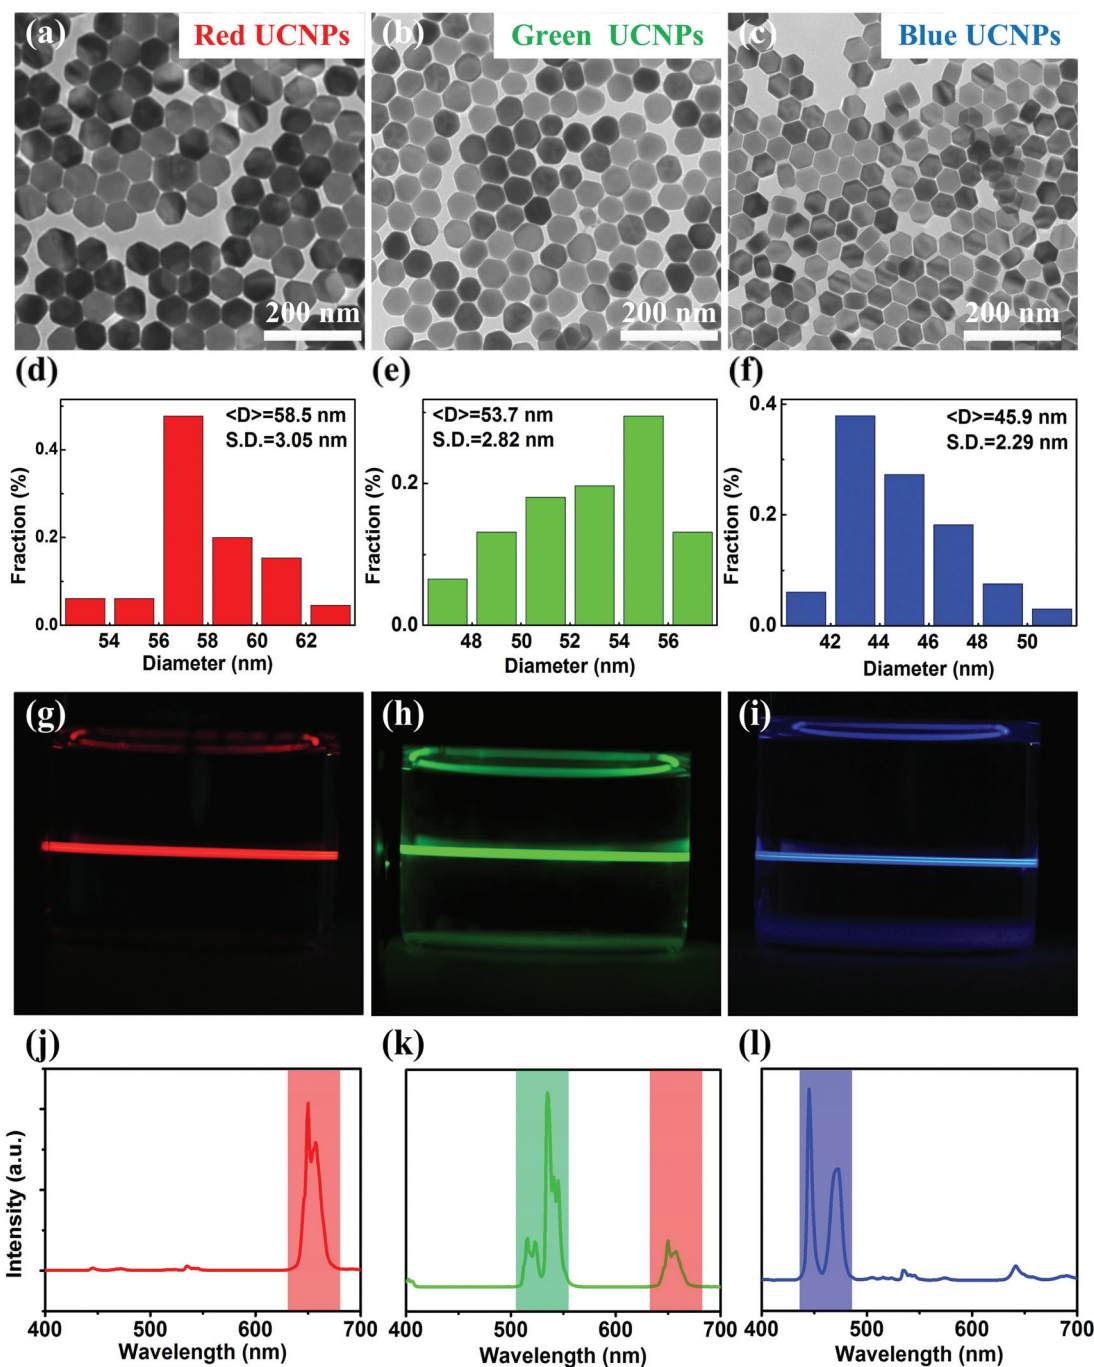 (a) Red UCNPs
(b) Green UCNPs
(c) Blue UCNPs
200 nm
200 nm
200 nm
(d)
<D>=58.5 nm
S.D.=3.05 nm
Fraction (%)
0.4
0.2
0.0
54 56 58 60 62
Diameter (nm)
(e)
<D>=53.7 nm
S.D.=2.82 nm
Fraction (%)
0.2
0.0
48 50 52 54 56
Diameter (nm)
(f)
<D>=45.9 nm
S.D.=2.29 nm
Fraction (%)
0.4
0.2
0.0
42 44 46 48 50
Diameter (nm)
(g)
(h)
(i)
(j)
Intensity (a.u.)
400 500 600 700
Wavelength (nm)
(k)
400 500 600 700
Wavelength (nm)
(l)
400 500 600 700
Wavelength (nm)